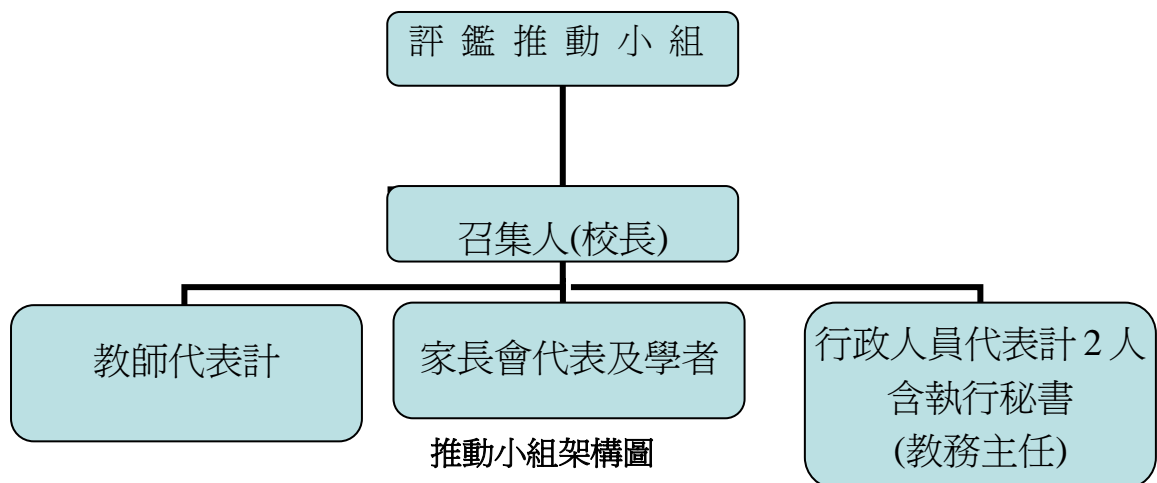 評 鑑 推 動 小 組
召集人(校長)
教師代表計
家長會代表及學者
行政人員代表計 2 人
含執行秘書
(教務主任)
推動小組架構圖